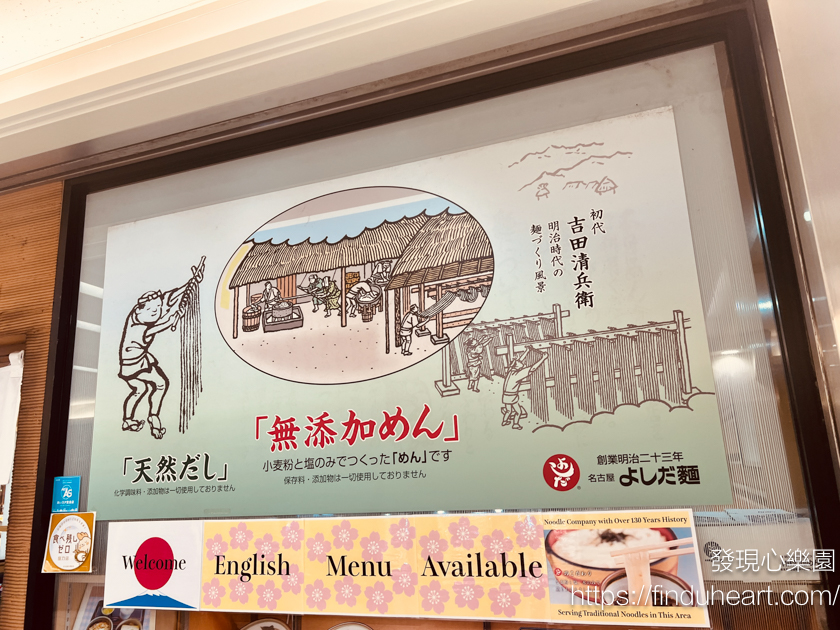 初代
吉田清兵衛
明治時代の
麺づくり風景
「無添加めん」
小麦粉と塩のみでつくった「めん」です
保存料・添加物は一切使用しておりません
「天然だし」
化学調味料・添加物は一切使用しておりません
よしだ
創業明治二十三年
名古屋 よしだ麺
食べ残し
ゼロ
Welcome
English Menu Available
Noodle Company with Over 130 Years History
Serving Traditional Noodles in This Area
發現心樂園
https://finduheart.com/